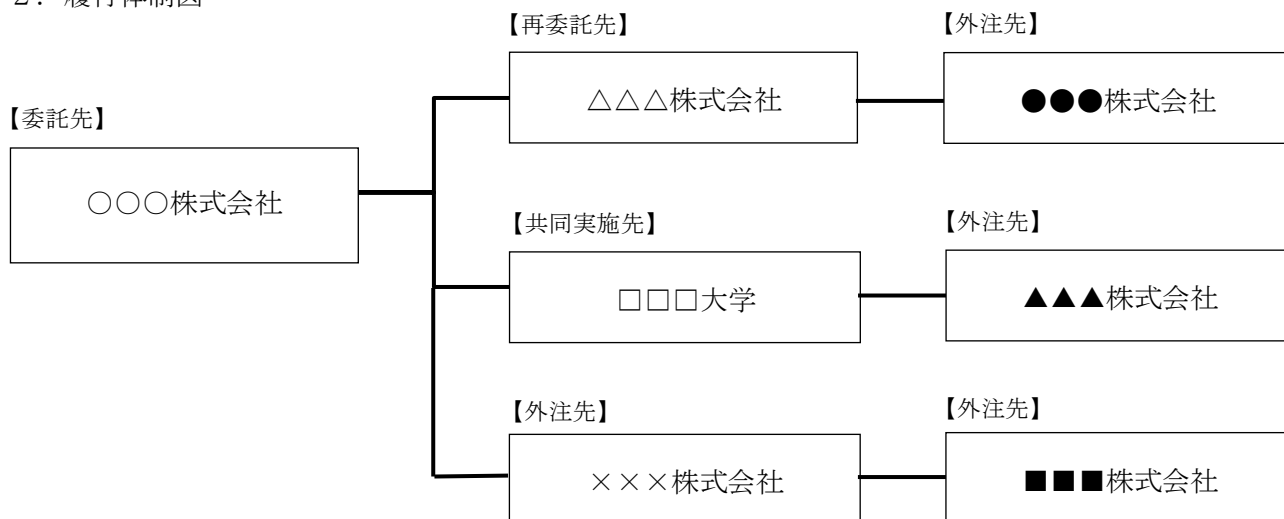 2．履行体制図
【再委託先】
【外注先】
△△△株式会社
●●●株式会社
【委託先】
○○○株式会社
【共同実施先】
【外注先】
□□□大学
▲▲▲株式会社
【外注先】
【外注先】
×××株式会社
■■■株式会社